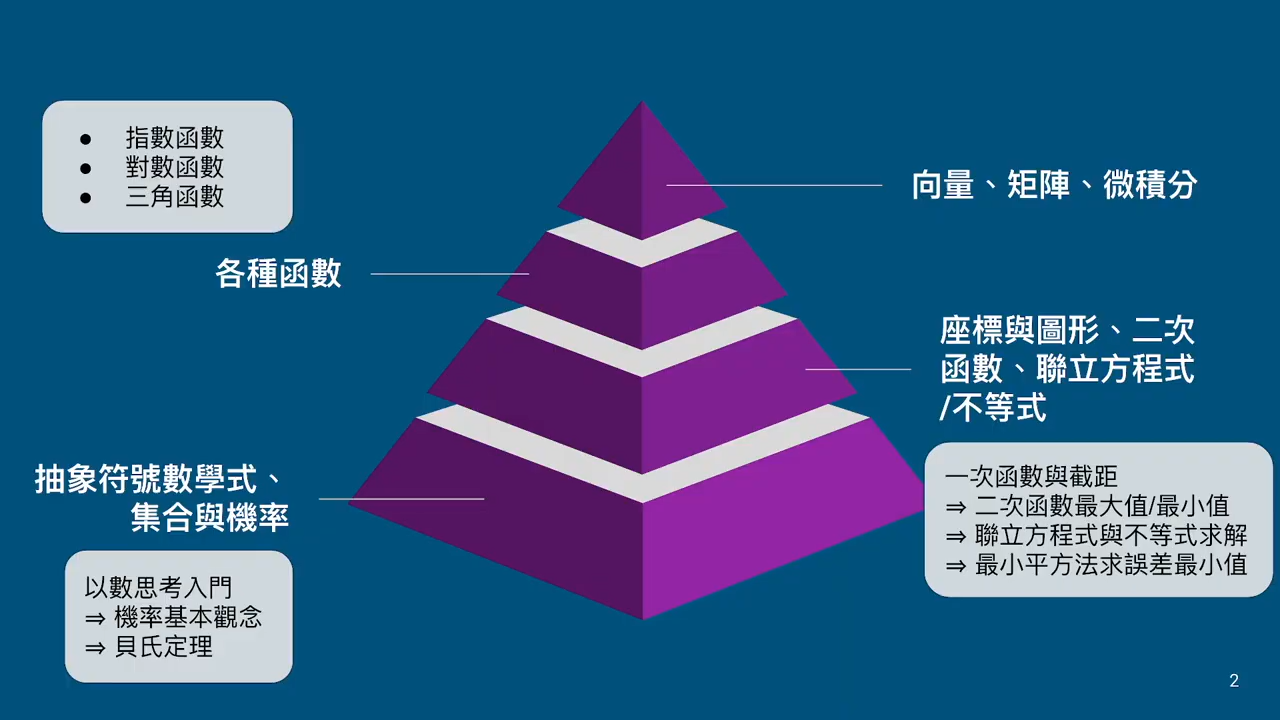 ● 指數函數
● 對數函數
● 三角函數
向量、矩陣、微積分
各種函數
座標與圖形、二次
函數、聯立方程式
/不等式
一次函數與截距
⇒ 二次函數最大值/最小值
⇒ 聯立方程式與不等式求解
⇒ 最小平方法求誤差最小值
抽象符號數學式、
集合與機率
以數思考入門
⇒ 機率基本觀念
⇒ 貝氏定理
2